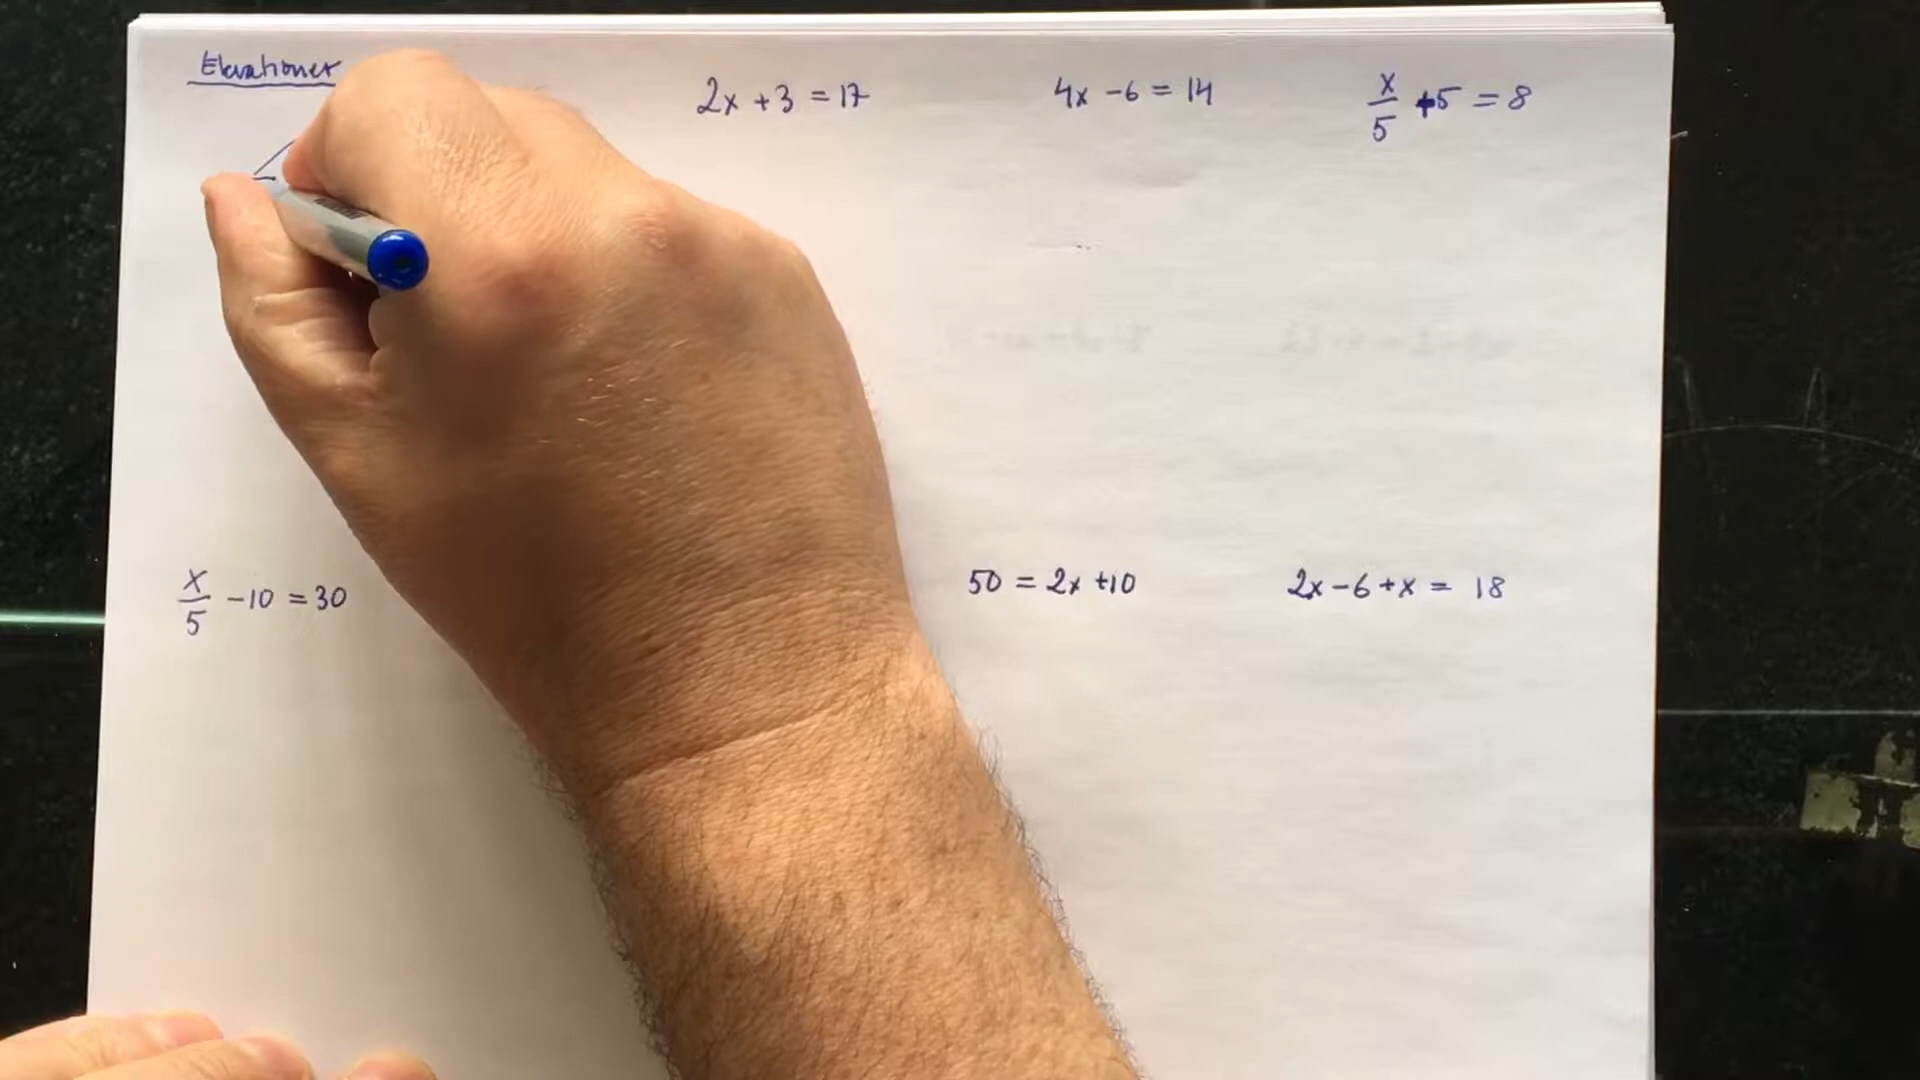 Ekvationer
2x + 3 = 17
4x - 6 = 14
x/5 + 5 = 8
x/5 - 10 = 30
50 = 2x + 10
2x - 6 + x = 18